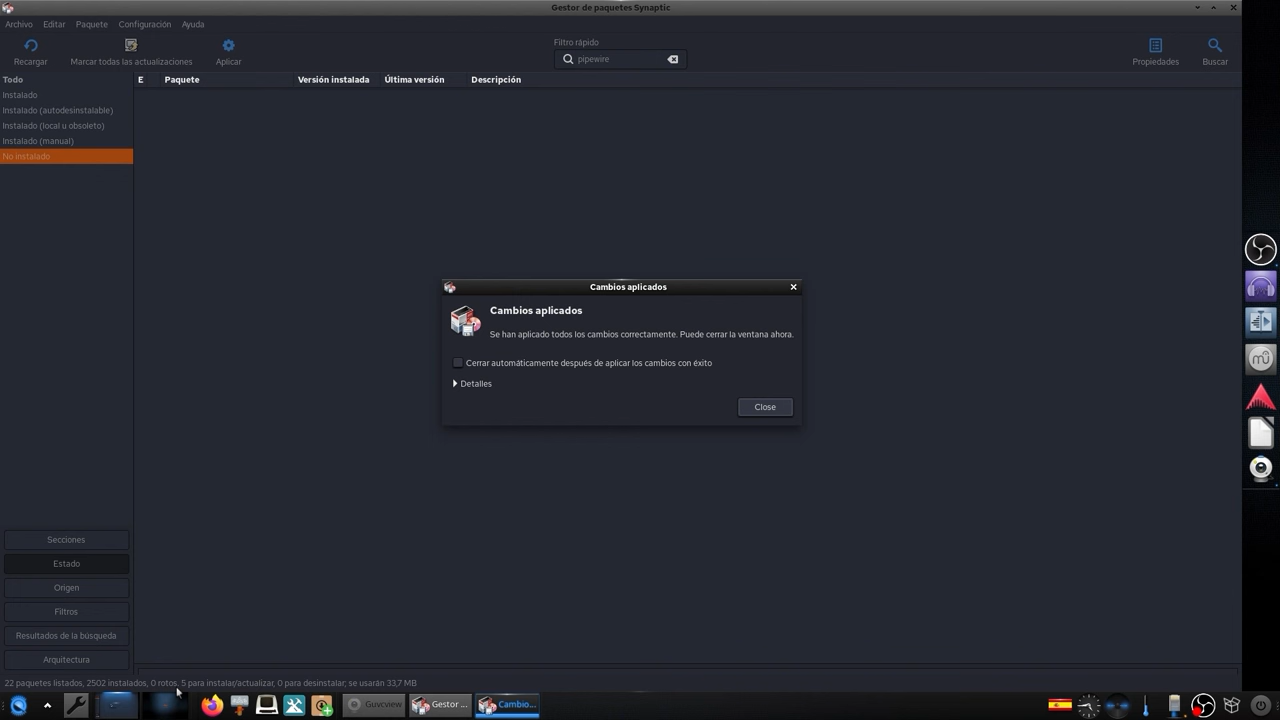 Gestor de paquetes Synaptic
Archivo Editar Paquete Configuración Ayuda
Filtro rápido
pipewire
Recargar Marcar todas las actualizaciones Aplicar Propiedades Buscar
Todo
Instalado
Instalado (autodesinstalable)
Instalado (local u obsoleto)
Instalado (manual)
No instalado
E Paquete Versión instalada Última versión Descripción
Cambios aplicados
Cambios aplicados
Se han aplicado todos los cambios correctamente. Puede cerrar la ventana ahora.
Cerrar automáticamente después de aplicar los cambios con éxito
Detalles
Close
Secciones
Estado
Origen
Filtros
Resultados de la búsqueda
Arquitectura
22 paquetes listados, 2502 instalados, 0 rotos. 5 para instalar/actualizar, 0 para desinstalar; se usarán 33,7 MB
Guvcview Gestor ... Cambio...